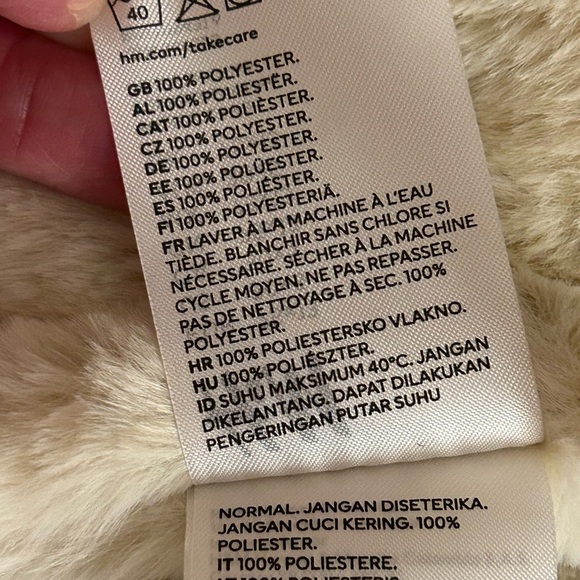 40
hm.com/takecare
GB 100% POLYESTER.
AL 100% POLIESTËR.
CAT 100% POLIÈSTER.
CZ 100% POLYESTER.
DE 100% POLYESTER.
EE 100% POLÜESTER.
ES 100% POLIÉSTER.
FI 100% POLYESTERIÄ.
FR LAVER À LA MACHINE À L'EAU
TIÈDE. BLANCHIR SANS CHLORE SI
NÉCESSAIRE. SÉCHER À LA MACHINE
CYCLE MOYEN. NE PAS REPASSER.
PAS DE NETTOYAGE À SEC. 100%
POLYESTER.
HR 100% POLIESTERSKO VLAKNO.
HU 100% POLIÉSZTER.
ID SUHU MAKSIMUM 40°C. JANGAN
DIKELANTANG. DAPAT DILAKUKAN
PENGERINGAN PUTAR SUHU
NORMAL. JANGAN DISETERIKA.
JANGAN CUCI KERING. 100%
POLIESTER.
IT 100% POLIESTERE.